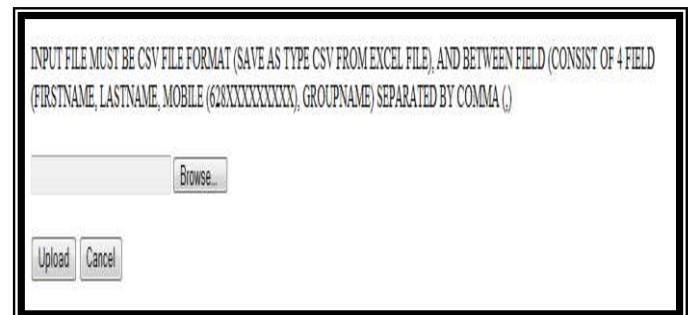 INPUT FILE MUST BE CSV FILE FORMAT (SAVE AS TYPE CSV FROM EXCEL FILE), AND BETWEEN FIELD (CONSIST OF 4 FIELD
(FIRSTNAME, LASTNAME, MOBILE (628XXXXXXXXX), GROUPNAME) SEPARATED BY COMMA (,)
Browse...
Upload Cancel